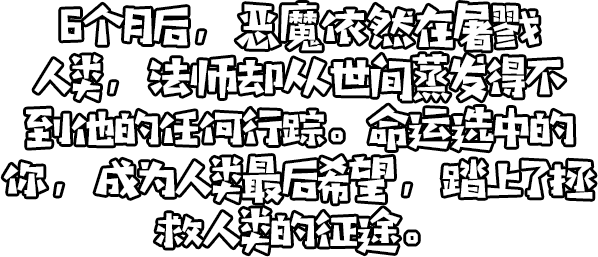 6个月后，恶魔依然在屠戮
人类，法师却从世间蒸发得不
到他的任何行踪。命运选中的
你，成为人类最后希望，踏上了拯
救人类的征途。